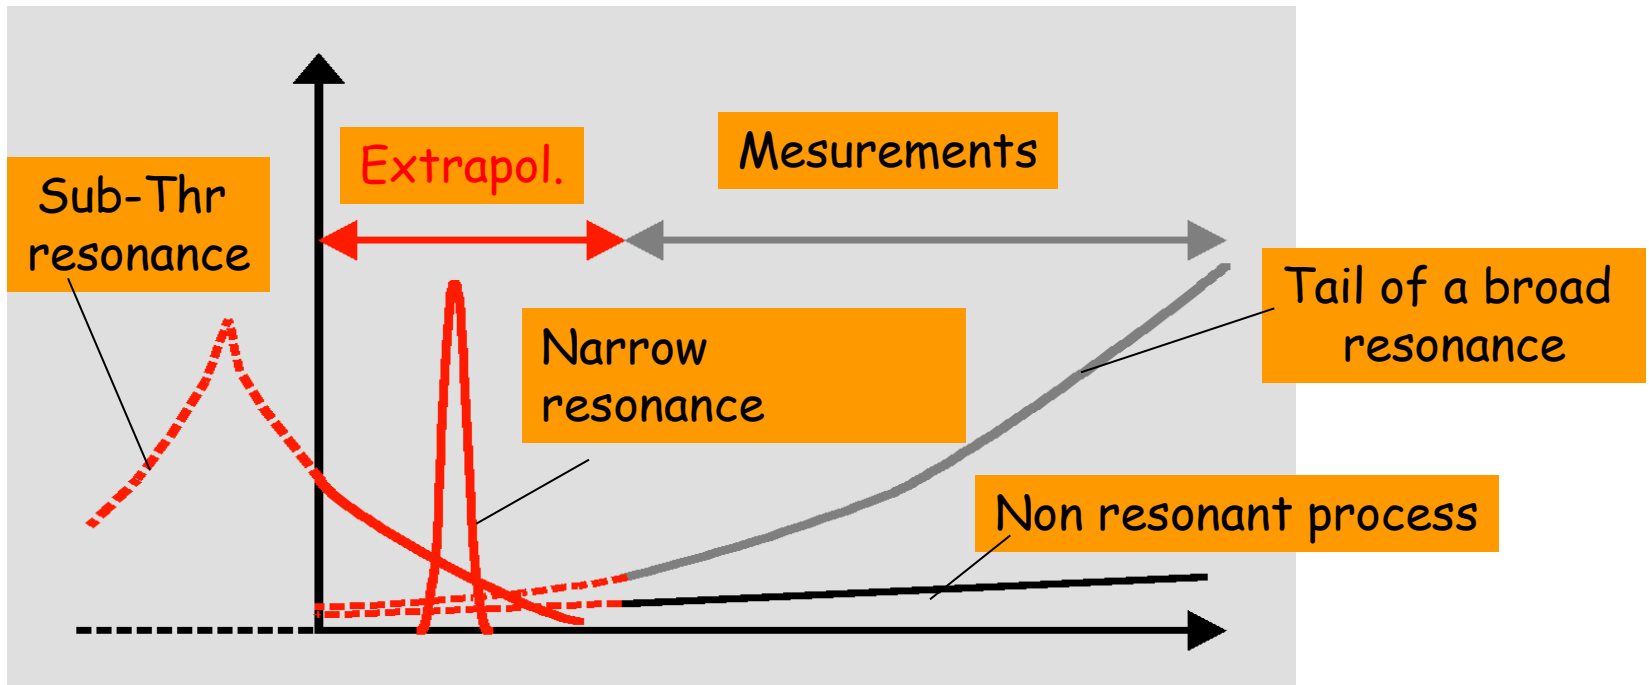 Extrapol.
Mesurements
Sub-Thr
resonance
Tail of a broad
resonance
Narrow
resonance
Non resonant process